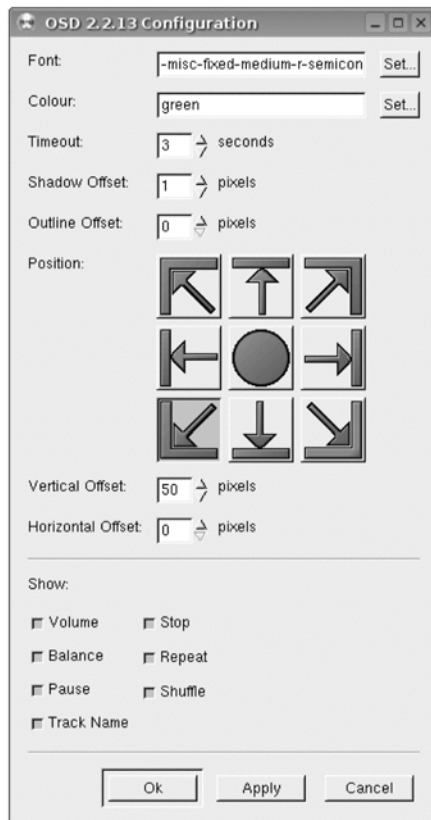 OSD 2.2.13 Configuration
Font: -misc-fixed-medium-r-semicon Set...
Colour: green Set...
Timeout: 3 seconds
Shadow Offset: 1 pixels
Outline Offset: 0 pixels
Position:
Vertical Offset: 50 pixels
Horizontal Offset: 0 pixels
Show:
Volume Stop
Balance Repeat
Pause Shuffle
Track Name
Ok Apply Cancel